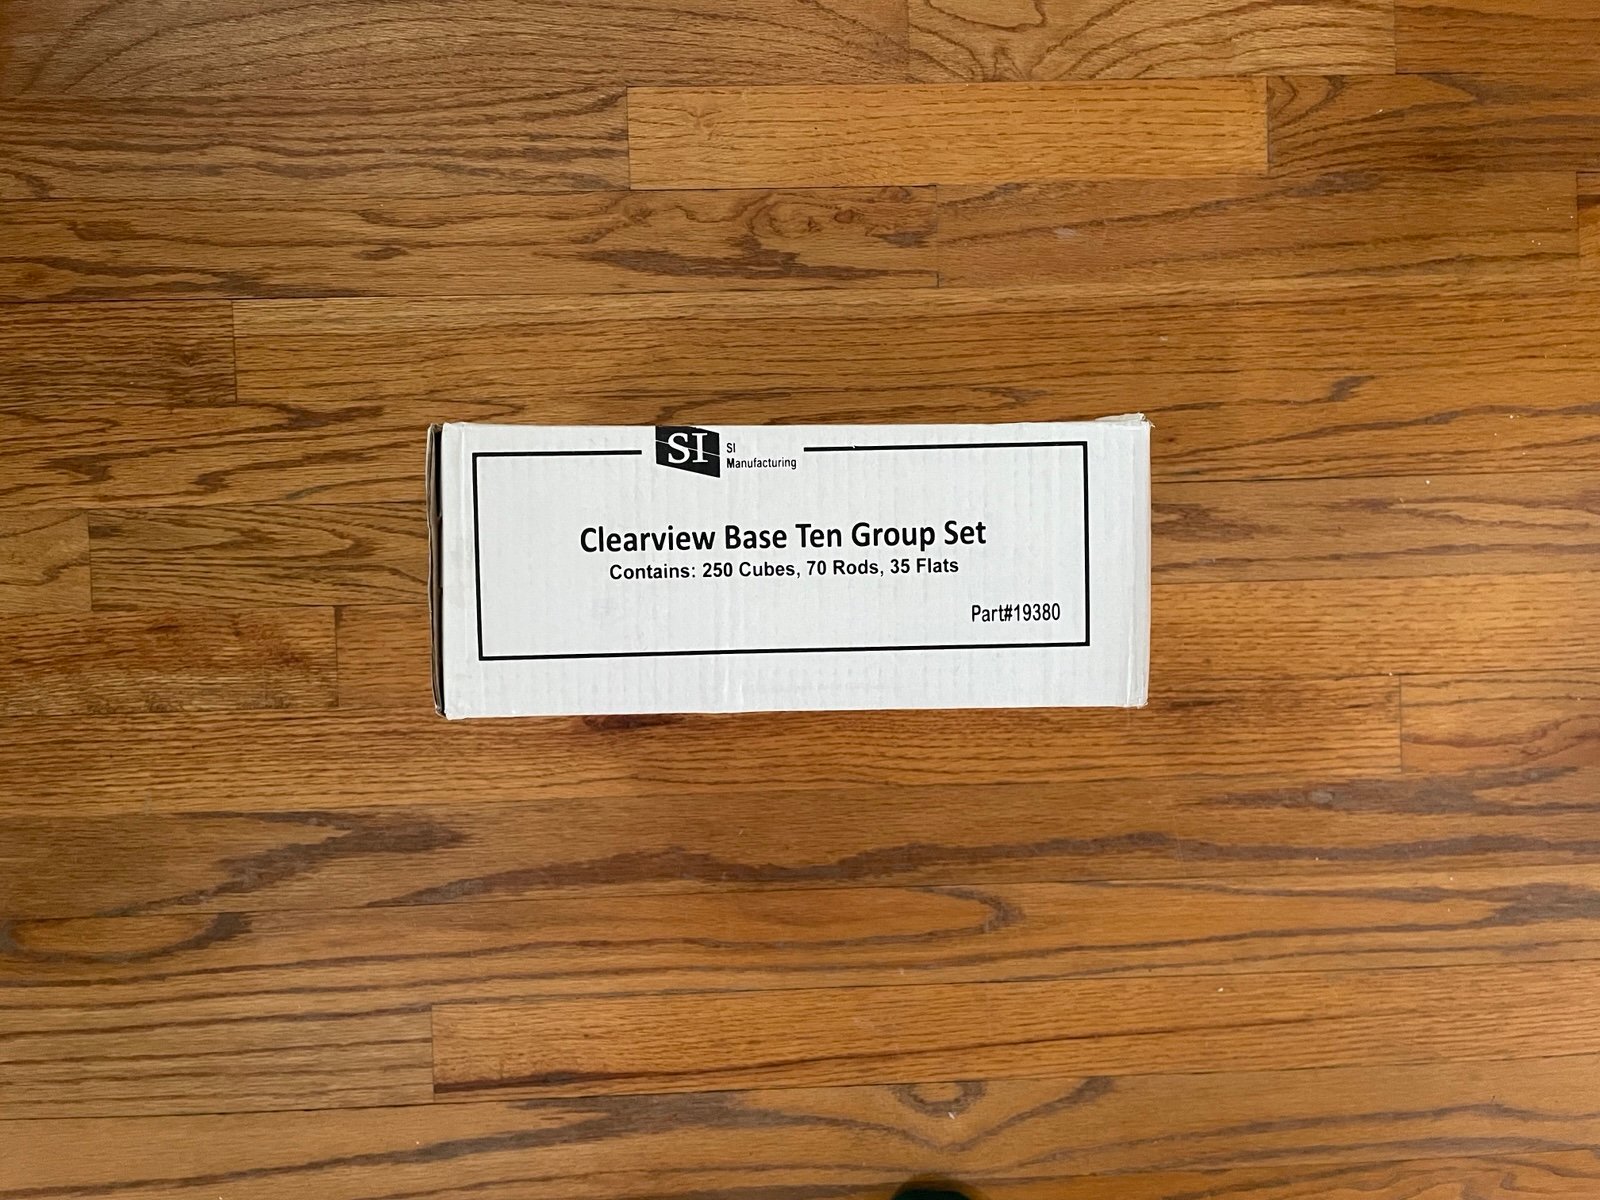 SI
SI
Manufacturing
Clearview Base Ten Group Set
Contains: 250 Cubes, 70 Rods, 35 Flats
Part#19380